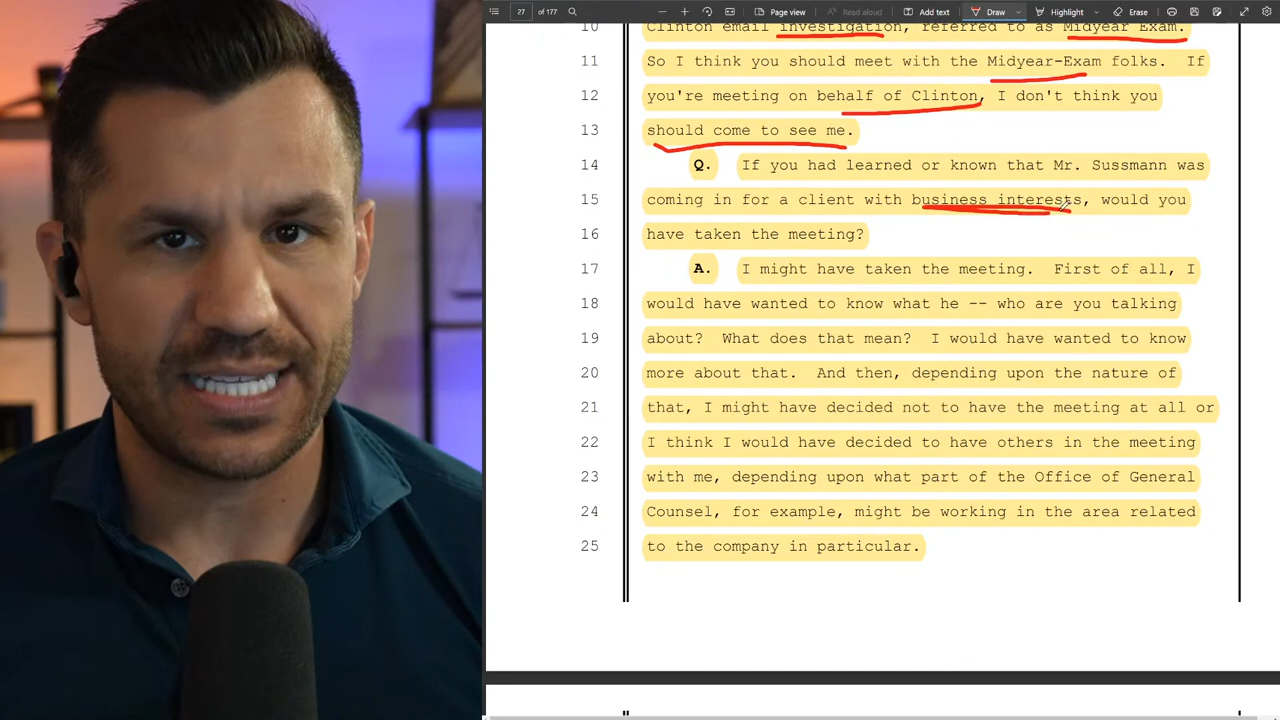 27 of 177 Page view Read aloud Add text Draw Highlight Erase
10 Clinton email investigation, referred to as Midyear Exam.
11 So I think you should meet with the Midyear-Exam folks. If
12 you're meeting on behalf of Clinton, I don't think you
13 should come to see me.
14 Q. If you had learned or known that Mr. Sussmann was
15 coming in for a client with business interests, would you
16 have taken the meeting?
17 A. I might have taken the meeting. First of all, I
18 would have wanted to know what he -- who are you talking
19 about? What does that mean? I would have wanted to know
20 more about that. And then, depending upon the nature of
21 that, I might have decided not to have the meeting at all or
22 I think I would have decided to have others in the meeting
23 with me, depending upon what part of the Office of General
24 Counsel, for example, might be working in the area related
25 to the company in particular.